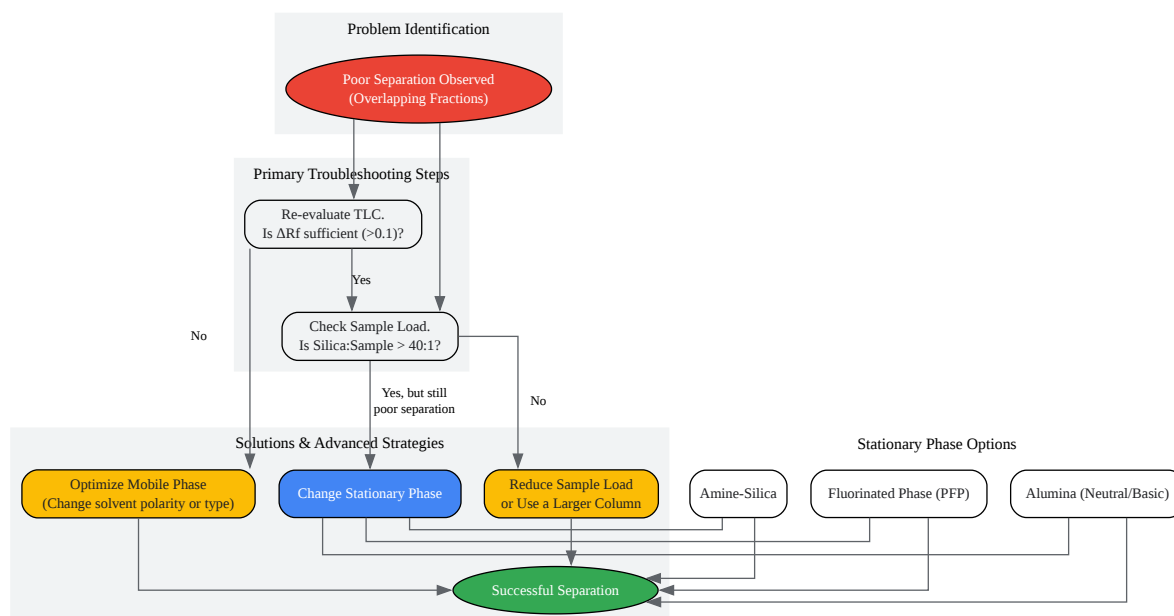 Problem Identification
Poor Separation Observed
(Overlapping Fractions)
Primary Troubleshooting Steps
Re-evaluate TLC.
Is ΔRf sufficient (>0.1)?
Yes
No
Check Sample Load.
Is Silica:Sample > 40:1?
Yes, but still
poor separation
No
Solutions & Advanced Strategies
Stationary Phase Options
Optimize Mobile Phase
(Change solvent polarity or type)
Change Stationary Phase
Reduce Sample Load
or Use a Larger Column
Amine-Silica
Fluorinated Phase (PFP)
Alumina (Neutral/Basic)
Successful Separation